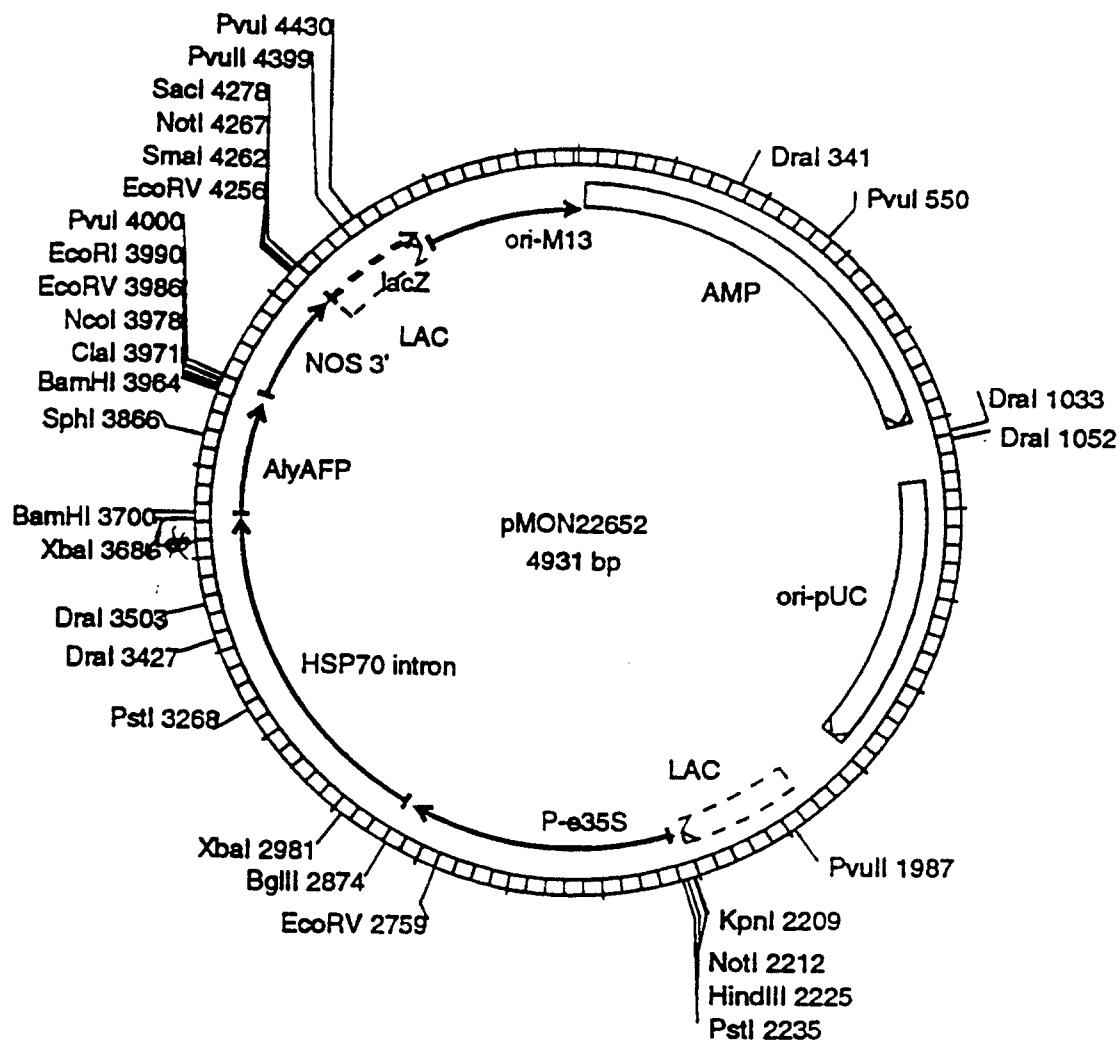 PvuI 4430
PvuII 4399
SacI 4278
NotI 4267
SmaI 4262
EcoRV 4256
PvuI 4000
EcoRI 3990
EcoRV 3986
NcoI 3978
ClaI 3971
BamHI 3964
SphI 3866
BamHI 3700
XbaI 3686
DraI 3503
DraI 3427
PstI 3268
XbaI 2981
BglII 2874
EcoRV 2759
DraI 341
PvuI 550
DraI 1033
DraI 1052
PvuII 1987
KpnI 2209
NotI 2212
HindIII 2225
PstI 2235
ori-M13
AMP
lacZ
LAC
NOS 3'
AlyAFP
pMON22652
4931 bp
ori-pUC
HSP70 intron
LAC
P-e35S